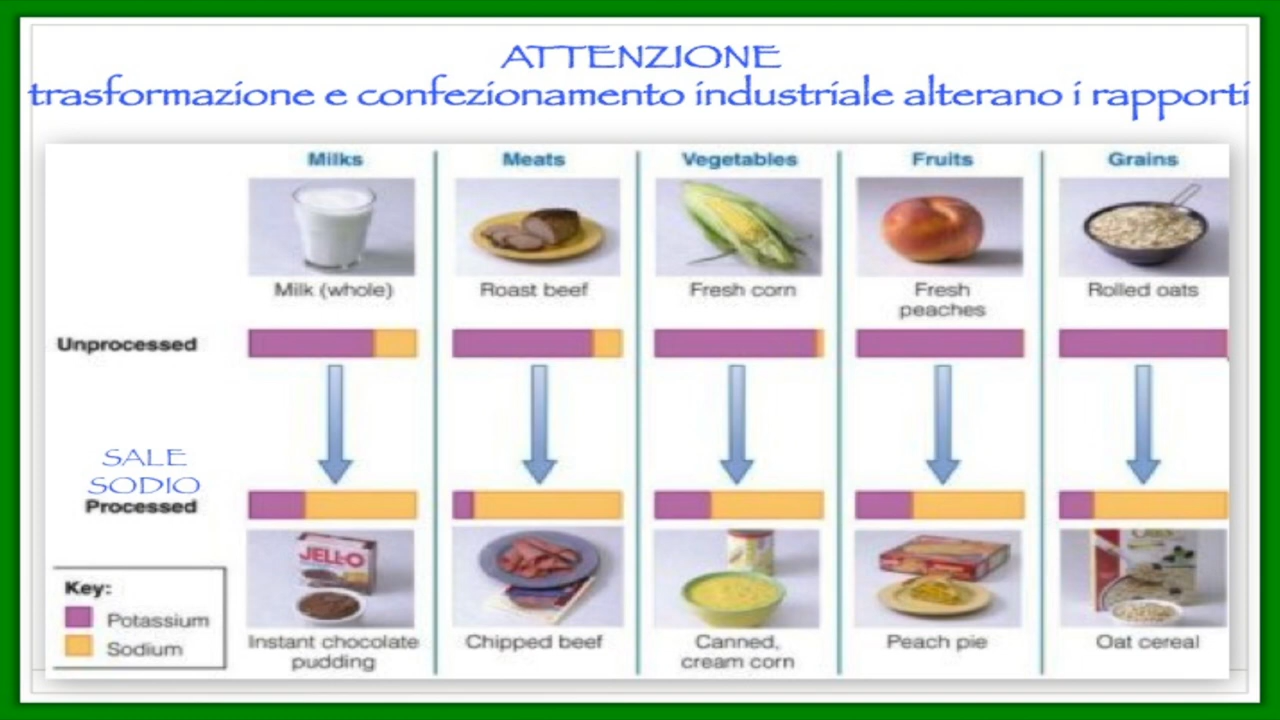 ATTENZIONE
trasformazione e confezionamento industriale alterano i rapporti
Milks Meats Vegetables Fruits Grains
Milk (whole) Roast beef Fresh corn Fresh peaches Rolled oats
Unprocessed
SALE
SODIO
Processed
JELL-O
Key:
Potassium
Sodium
Instant chocolate pudding
Chipped beef
Canned, cream corn
Peach pie
Oat cereal